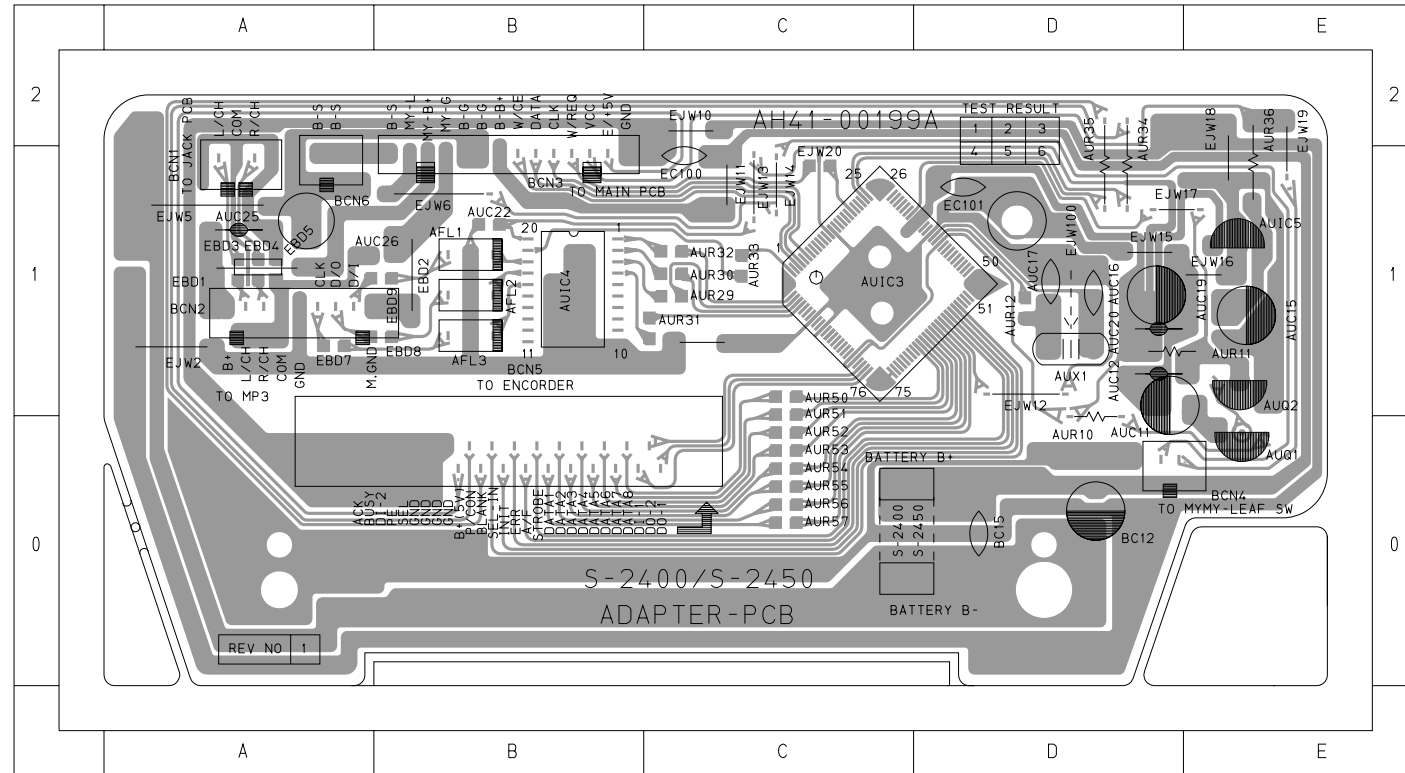 A B C D E
2 2
AH41-00199A
TEST RESULT
1 2 3
4 5 6
BCN1
TO JACK PCB
L/CH
COM
R/CH
B-S
B-S
B-S
MY-L
MY-B+
MY-G
B-G
B-G
B-B+
W/CE
DATA
CLK
W/REQ
VCC
E/+5V
GND
EJW10
EC100
BCN3
TO MAIN PCB
BCN6
EJW6
EJW5
AUC25
EJW11
EJW13
EJW14
EJW20
25 26
EC101
AUR35
AUR34
EJW18
AUR36
EJW19
EJW17
EJW15
EJW16
AUIC5
EBD3
EBD4
EBD5
AUC26
AUC22
AFL1
20 1
AUR32
AUR33
AUR30
AUR29
AUR31
1
AUIC3
50
51
EJW100
AUC17
AUC16
AUR12
AUC19
AUC20
AUC15
1 1
EBD1
BCN2
CLK
D/O
D/I
EBD2
EBD9
AFL2
AUIC4
EJW2
B+
L/CH
R/CH
COM
GND
EBD7
M.GND
EBD8
AFL3
11 10
BCN5
TO ENCORDER
TO MP3
76 75
AUX1
AUC12
AUR11
EJW12
AUR10
AUC11
AUQ2
AUQ1
AUR50
AUR51
AUR52
AUR53
AUR54
AUR55
AUR56
AUR57
BATTERY B+
S-2400
S-2450
BATTERY B-
BC15
BC12
BCN4
TO MYMY-LEAF SW
ACK
BUSY
PE
SEL
GND
GND
GND
GND
B+(5V)
P.CON
BLANK
SEL-IN
INIT
ERR
A/F
STROBE
DATA1
DATA2
DATA3
DATA4
DATA5
DATA6
DATA7
DATA8
DI-1
DO-2
DO-1
0 0
S-2400/S-2450
ADAPTER-PCB
REV NO 1
A B C D E